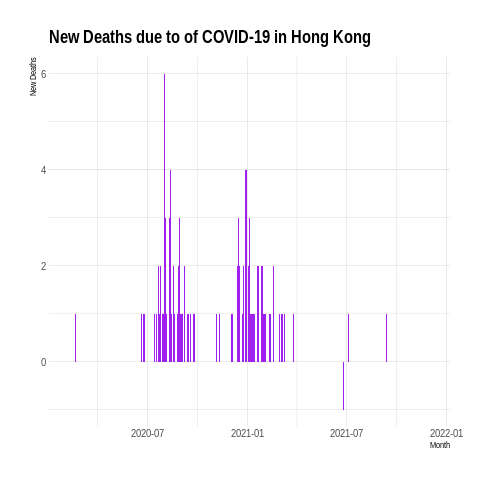 New Deaths due to of COVID-19 in Hong Kong
New Deaths
6
4
2
0
2020-07 2021-01 2021-07 2022-01
Month